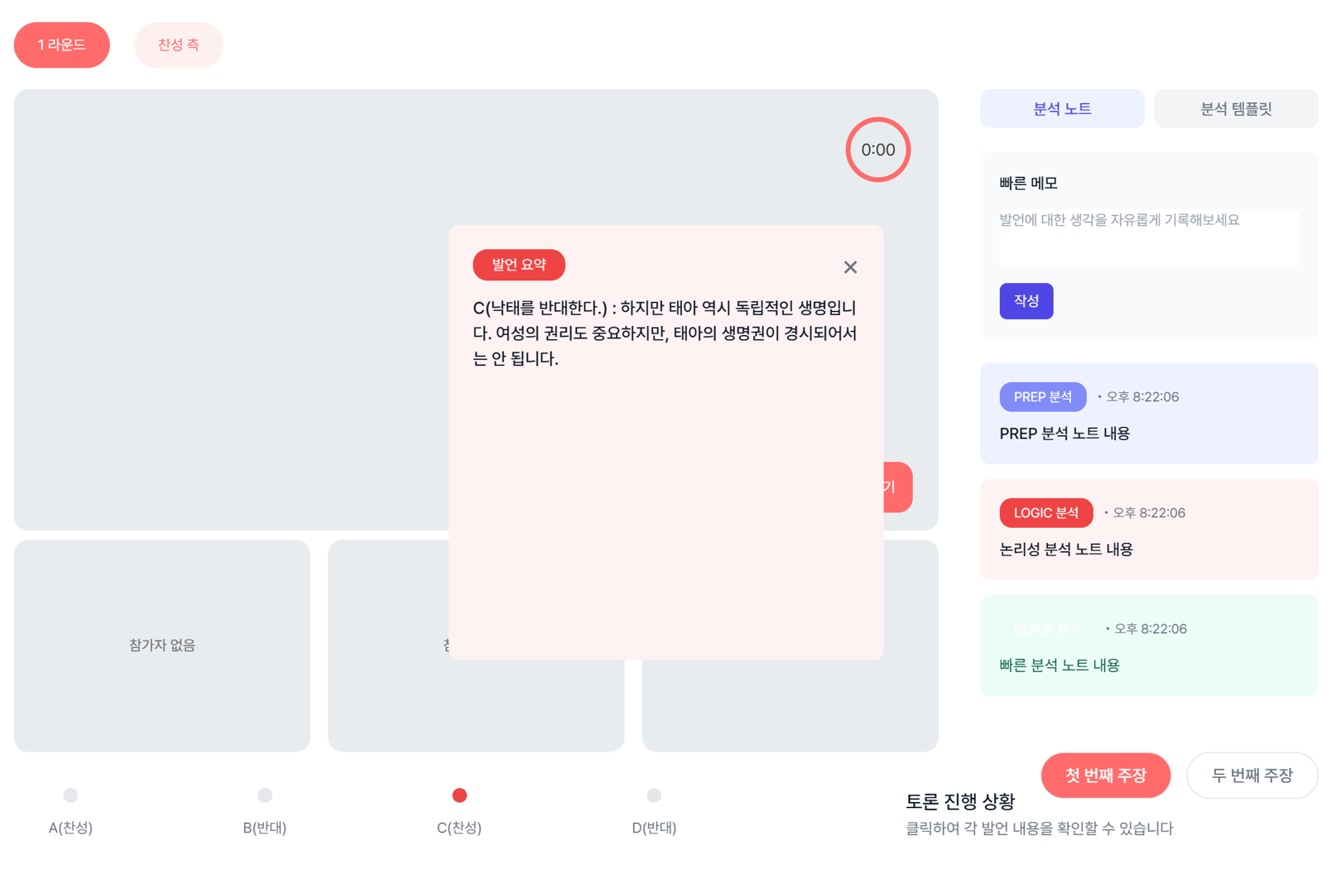 1 라운드
찬성 측
0:00
발언 요약
C(낙태를 반대한다.) : 하지만 태아 역시 독립적인 생명입니
다. 여성의 권리도 중요하지만, 태아의 생명권이 경시되어서
는 안 됩니다.
기
참가자 없음
A(찬성)
B(반대)
C(찬성)
D(반대)
분석 노트
분석 템플릿
빠른 메모
발언에 대한 생각을 자유롭게 기록해보세요
작성
PREP 분석
• 오후 8:22:06
PREP 분석 노트 내용
LOGIC 분석
• 오후 8:22:06
논리성 분석 노트 내용
QUICK 분석
• 오후 8:22:06
빠른 분석 노트 내용
첫 번째 주장
두 번째 주장
토론 진행 상황
클릭하여 각 발언 내용을 확인할 수 있습니다